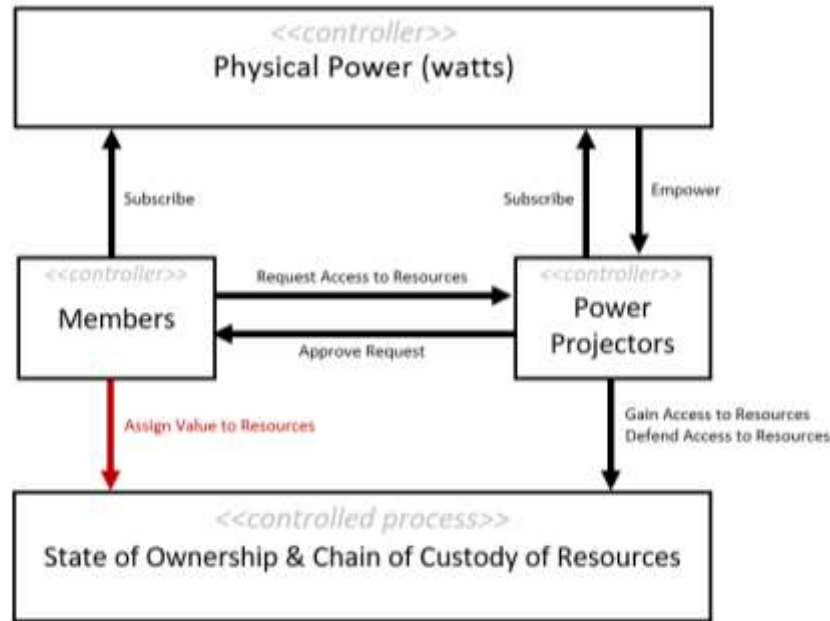 <<controller>>
Physical Power (watts)
Subscribe
Subscribe
Empower
<<controller>>
Members
Request Access to Resources
Approve Request
<<controller>>
Power
Projectors
Assign Value to Resources
Gain Access to Resources
Defend Access to Resources
<<controlled process>>
State of Ownership & Chain of Custody of Resources